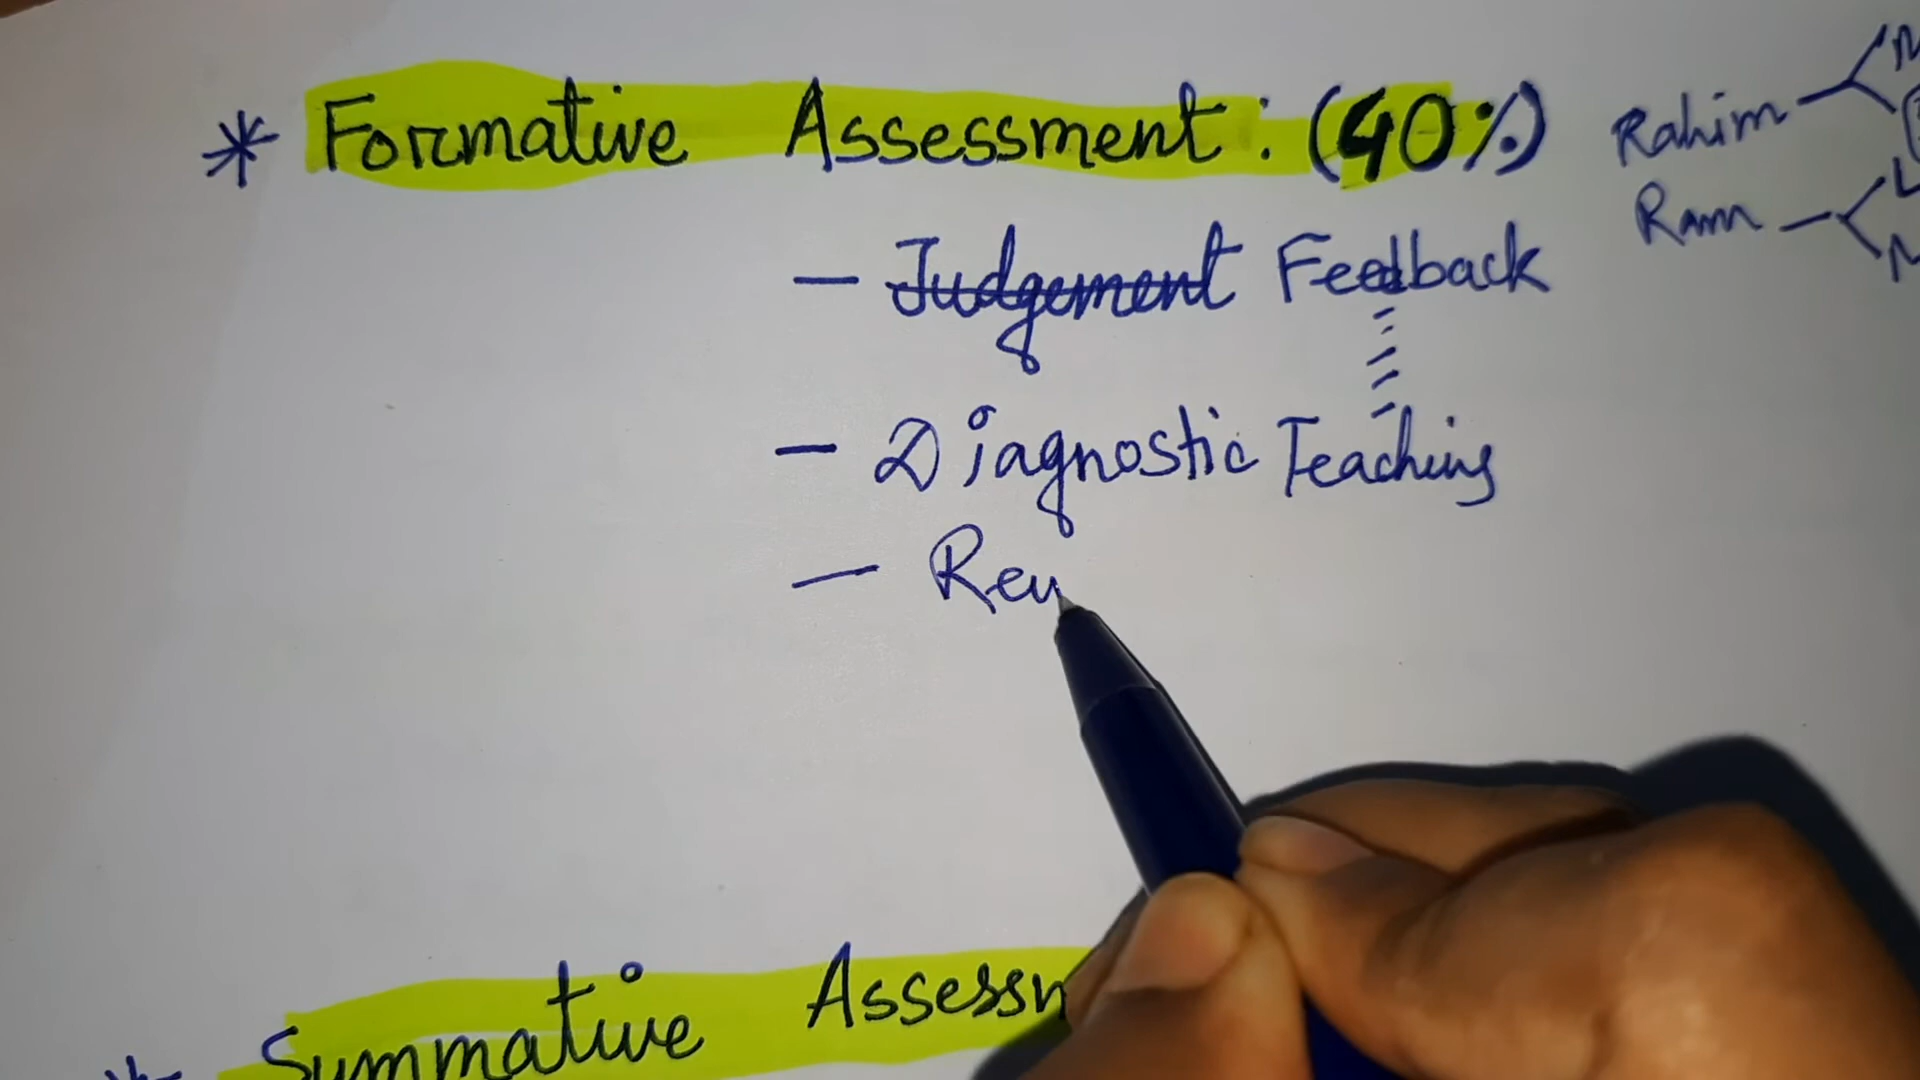 * Formative Assessment : (40%)
Rahim
Ram
– Judgement Feedback
– Diagnostic Teaching
– Rev
* Summative Assessm